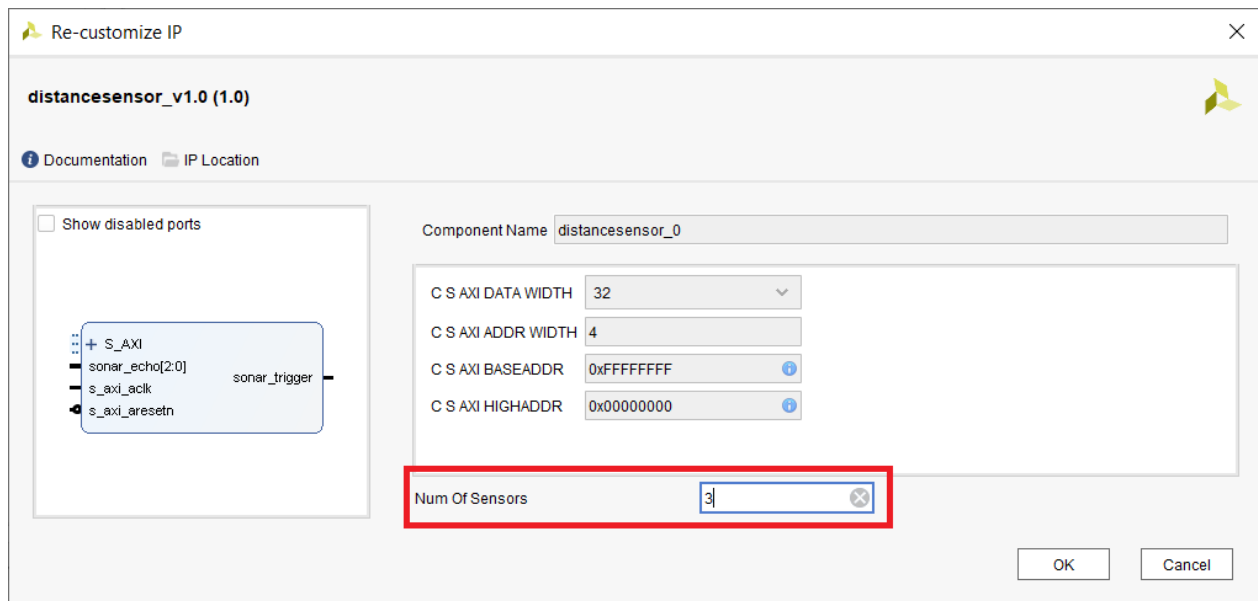 Re-customize IP
distancesensor_v1.0 (1.0)
Documentation IP Location
Show disabled ports
S_AXI
sonar_echo[2:0]
s_axi_aclk
s_axi_aresetn
sonar_trigger
Component Name distancesensor_0
C S AXI DATA WIDTH 32
C S AXI ADDR WIDTH 4
C S AXI BASEADDR 0xFFFFFFFF
C S AXI HIGHADDR 0x00000000
Num Of Sensors 3
OK Cancel